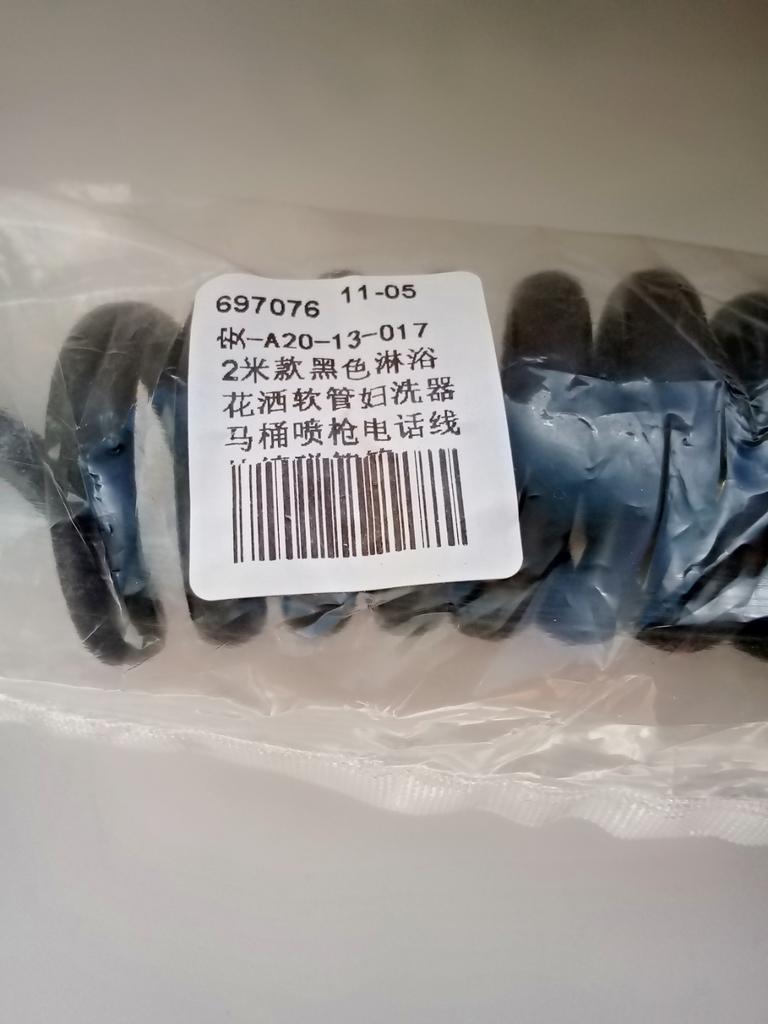 697076 11-05
安-A20-13-017
2米款黑色淋浴
花洒软管妇洗器
马桶喷枪电话线